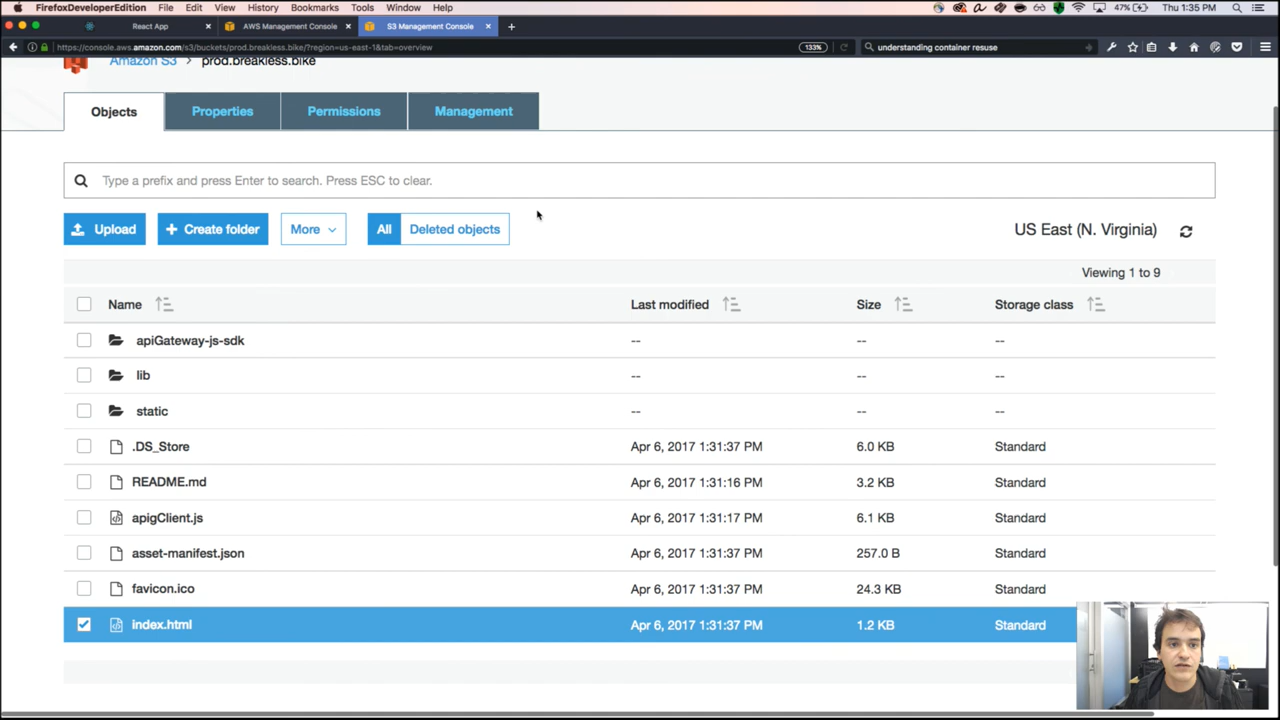 FirefoxDeveloperEdition File Edit View History Bookmarks Tools Window Help 47% Thu 1:35 PM
React App × AWS Management Console × S3 Management Console × +
https://console.aws.amazon.com/s3/buckets/prod.breakless.bike/?region=us-east-1&tab=overview 133% understanding container resuse
Amazon S3 > prod.breakless.bike
Objects Properties Permissions Management
Type a prefix and press Enter to search. Press ESC to clear.
Upload + Create folder More All Deleted objects US East (N. Virginia)
Viewing 1 to 9
Name Last modified Size Storage class
apiGateway-js-sdk -- -- --
lib -- -- --
static -- -- --
.DS_Store Apr 6, 2017 1:31:37 PM 6.0 KB Standard
README.md Apr 6, 2017 1:31:16 PM 3.2 KB Standard
apigClient.js Apr 6, 2017 1:31:17 PM 6.1 KB Standard
asset-manifest.json Apr 6, 2017 1:31:37 PM 257.0 B Standard
favicon.ico Apr 6, 2017 1:31:37 PM 24.3 KB Standard
index.html Apr 6, 2017 1:31:37 PM 1.2 KB Standard